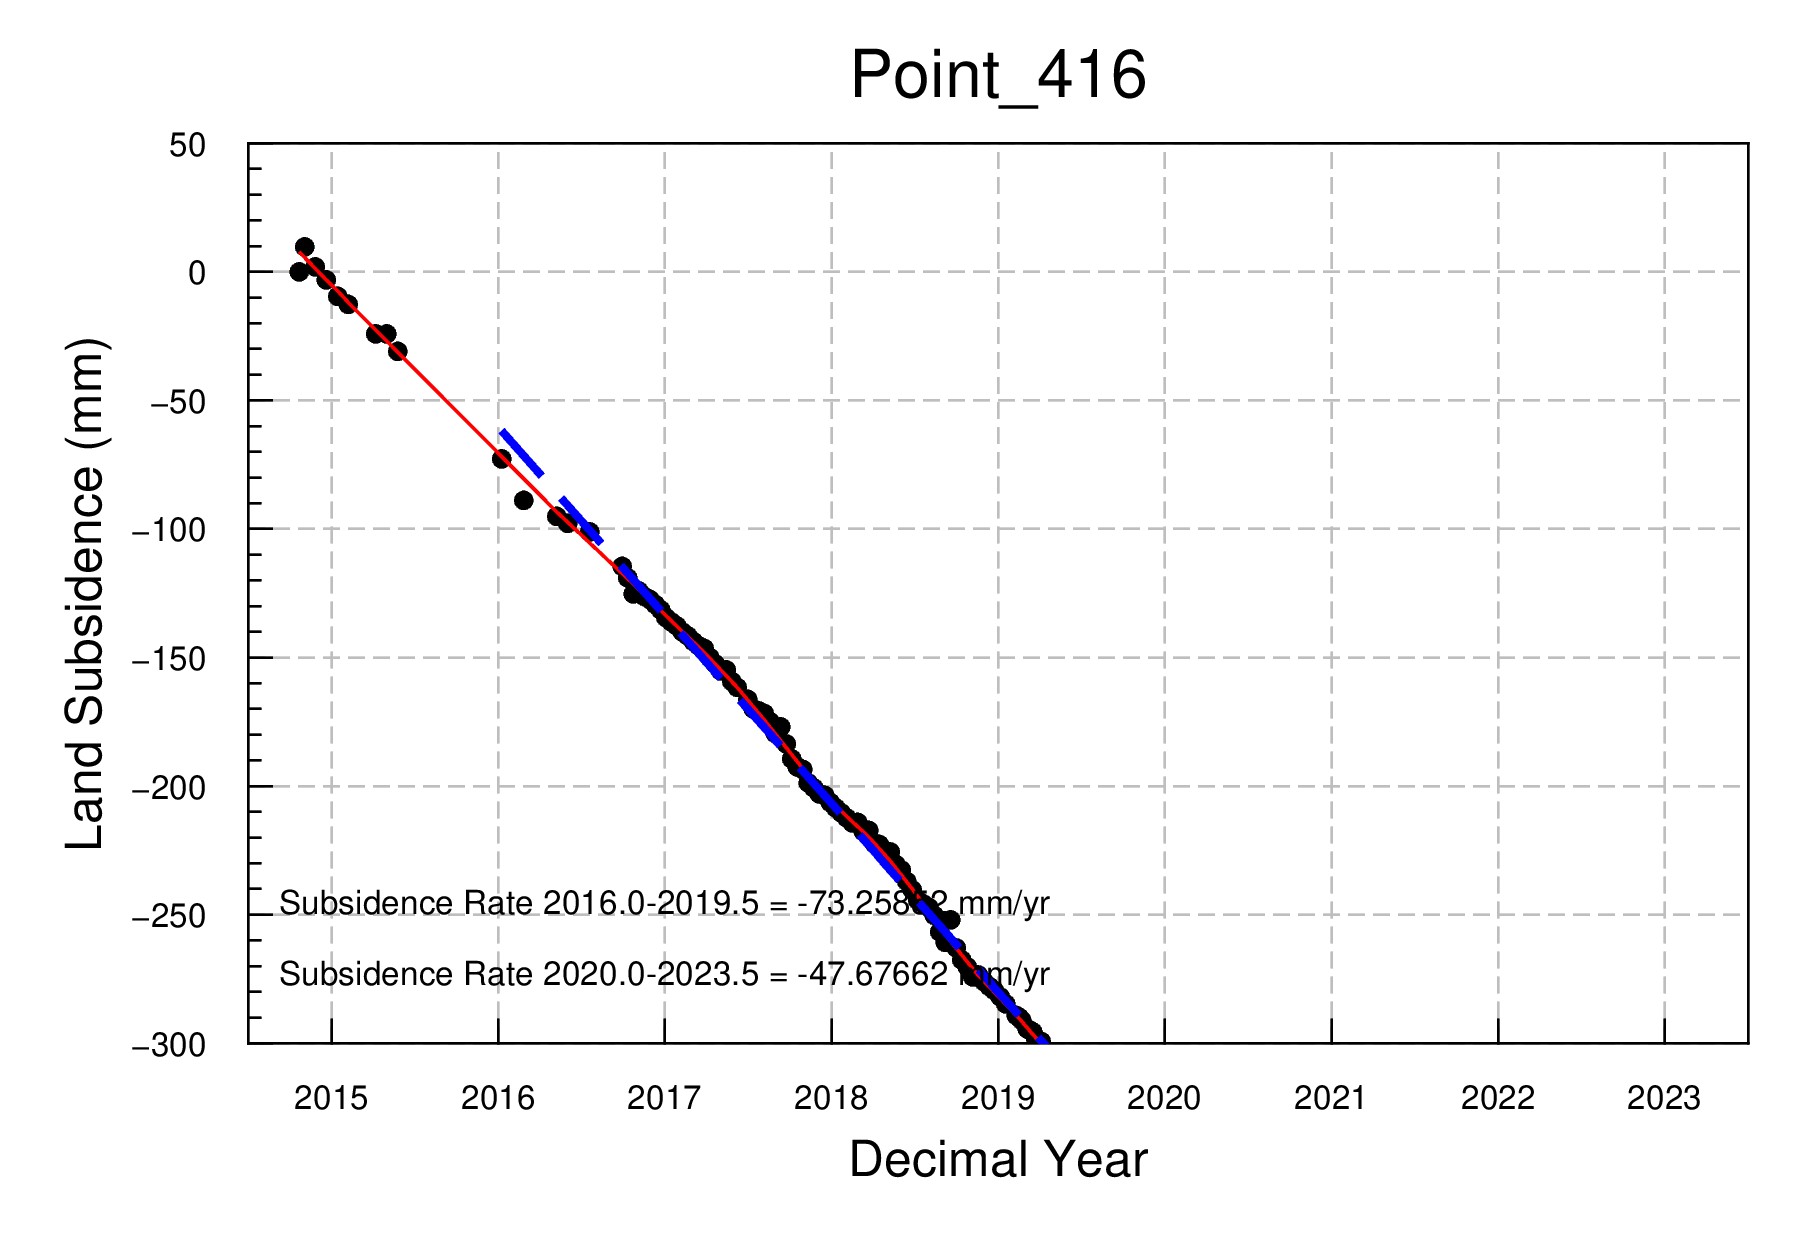 Point_416
50
0
−50
−100
−150
−200
−250
−300
Land Subsidence (mm)
Subsidence Rate 2016.0-2019.5 = mm/yr
Subsidence Rate 2020.0-2023.5 = -47.67662 mm/yr
2015 2016 2017 2018 2019 2020 2021 2022 2023
Decimal Year